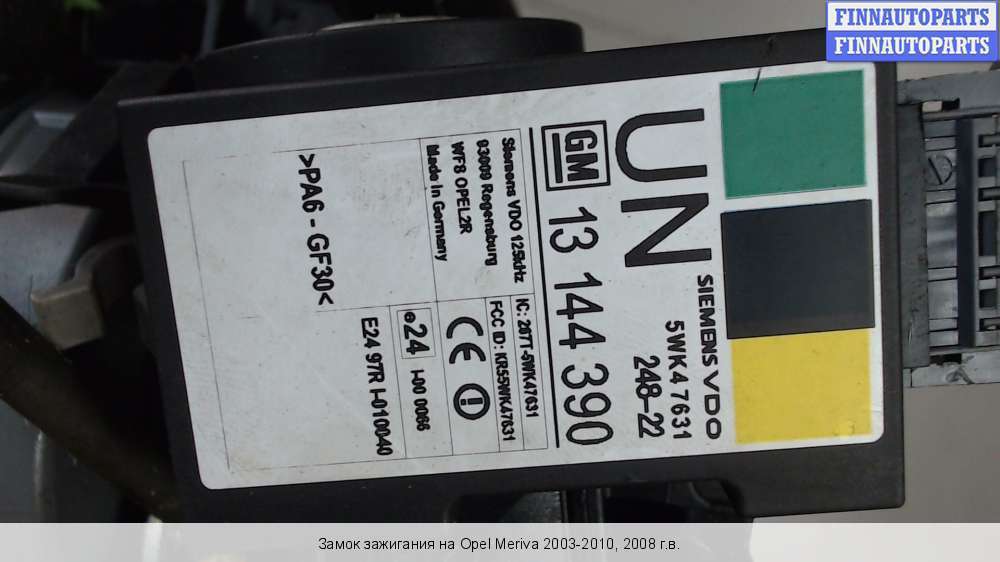 FINNAUTOPARTS
FINNAUTOPARTS
UN
SIEMENS VDO
5WK4 7631
248-22
GM 13 144 390
Siemens VDO 125kHz
93009 Regensburg
WF8 OPEL2R
Made in Germany
IC: 267T-5WK47631
FCC ID: KR55WK47631
CE
e24 I-00 0066
E24 97R I-010040
>PA6 - GF30<
Замок зажигания на Opel Meriva 2003-2010, 2008 г.в.